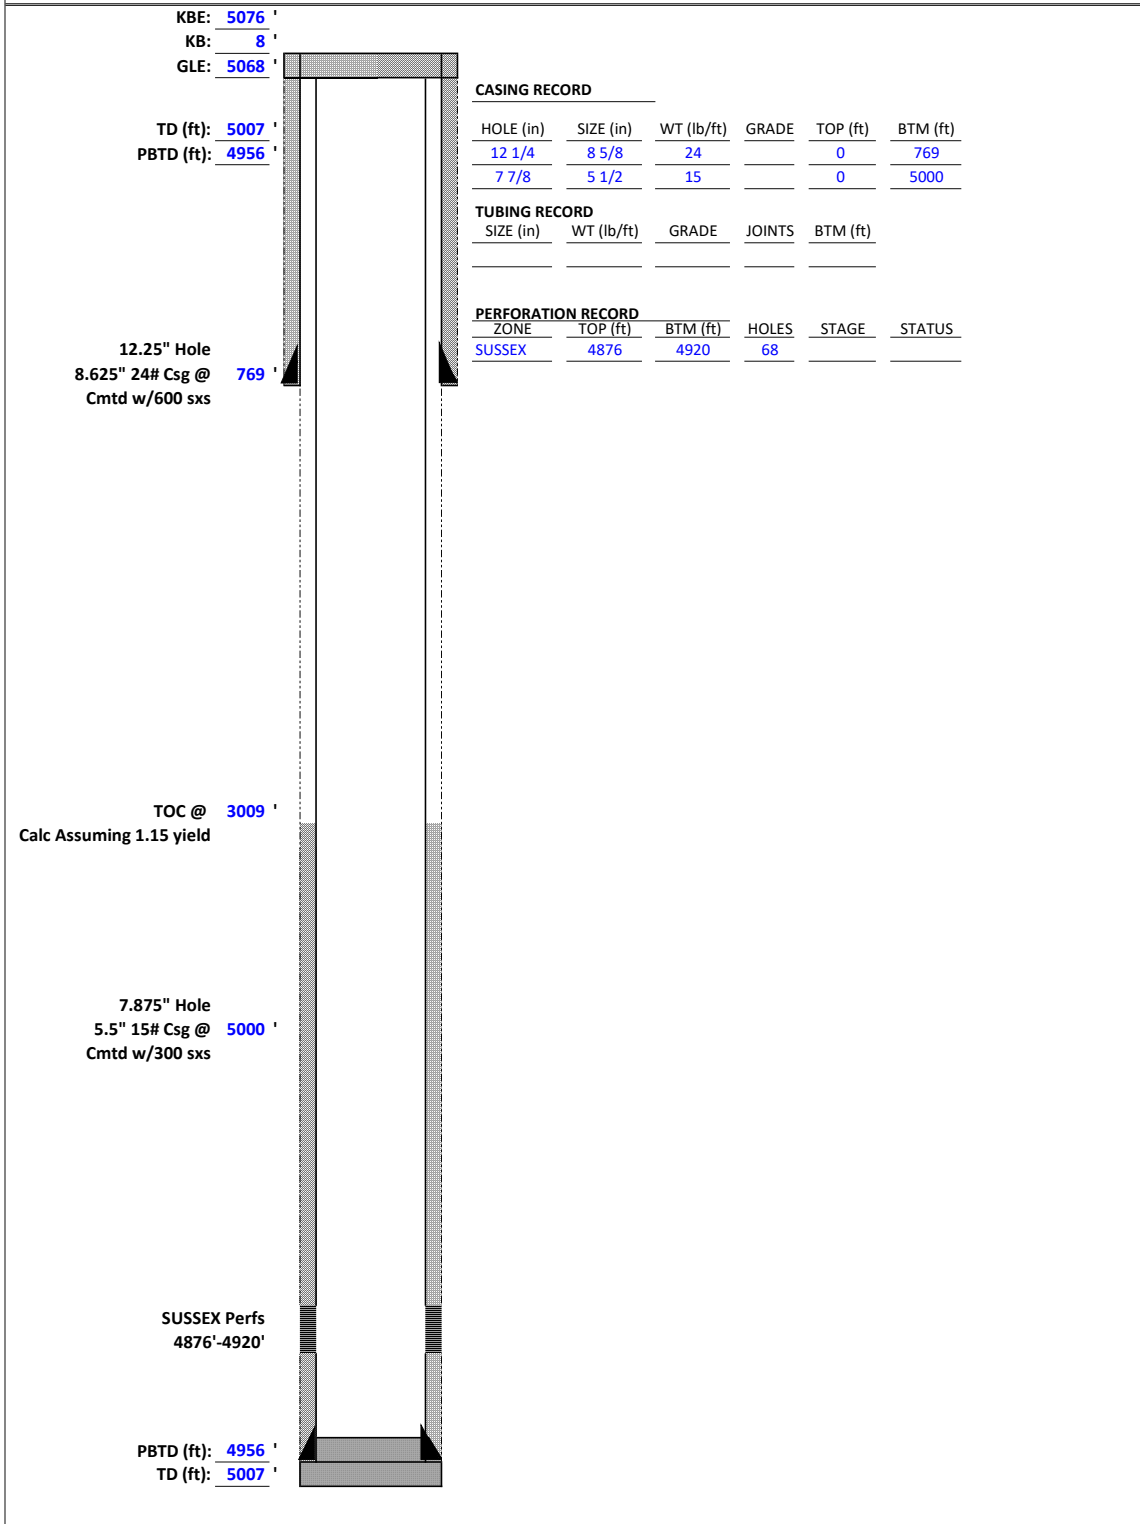 KBE: 5076 '
KB: 8 '
GLE: 5068 '
CASING RECORD
TD (ft): 5007 '
PBTD (ft): 4956 '
HOLE (in) SIZE (in) WT (lb/ft) GRADE TOP (ft) BTM (ft)
12 1/4 8 5/8 24 0 769
7 7/8 5 1/2 15 0 5000
TUBING RECORD
SIZE (in) WT (lb/ft) GRADE JOINTS BTM (ft)
PERFORATION RECORD
ZONE TOP (ft) BTM (ft) HOLES STAGE STATUS
SUSSEX 4876 4920 68
12.25" Hole
8.625" 24# Csg @ 769 '
Cmtd w/600 sxs
TOC @ 3009 '
Calc Assuming 1.15 yield
7.875" Hole
5.5" 15# Csg @ 5000 '
Cmtd w/300 sxs
SUSSEX Perfs
4876'-4920'
PBTD (ft): 4956 '
TD (ft): 5007 '